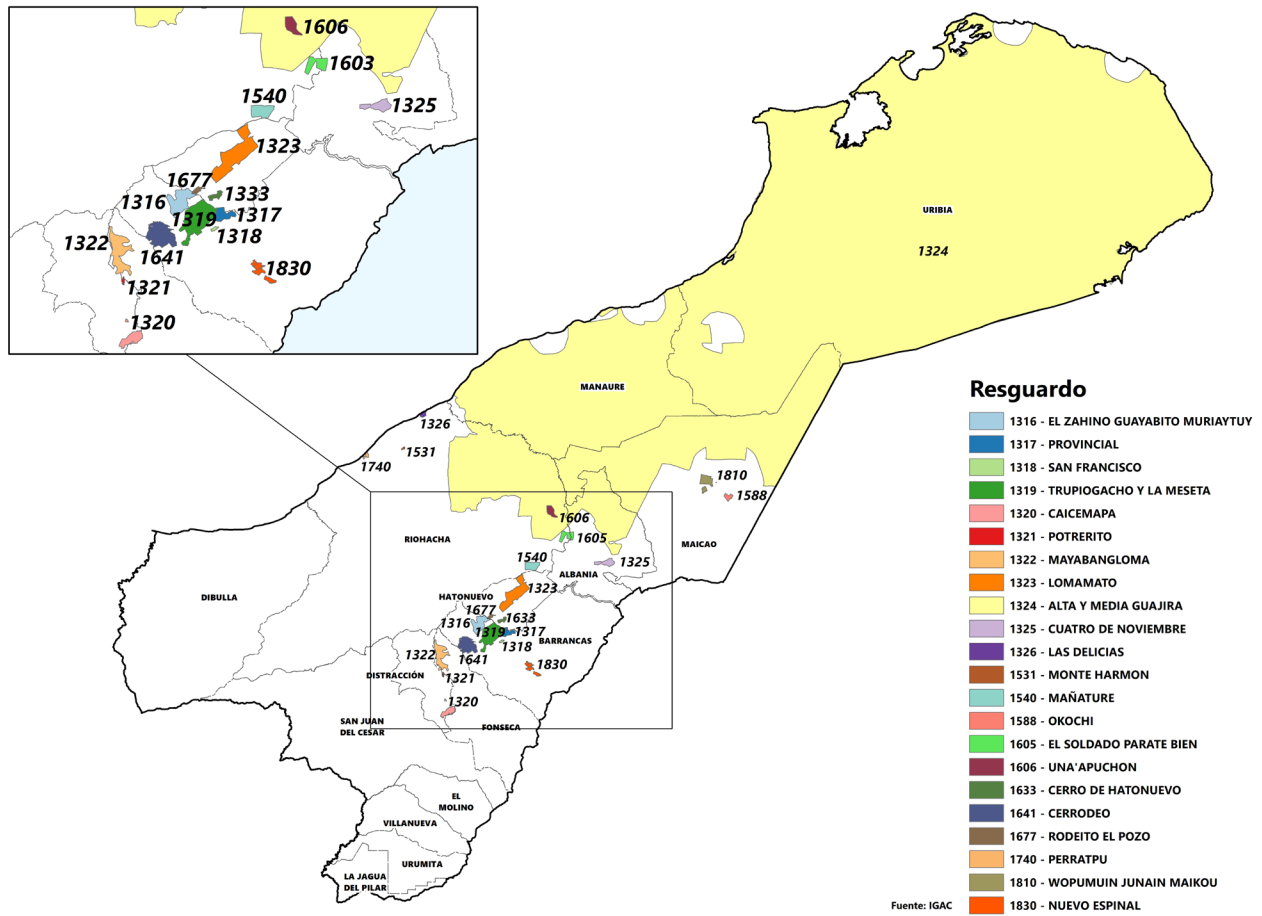 1606
1603
1540
1325
1323
1677
1333
1316
1317
1319
1318
1322
1641
1830
1321
1320
URIBIA
1324
MANAURE
1326
1531
1740
1810
1588
1606
1605
RIOHACHA
MAICAO
1540
1325
ALBANIA
1323
DIBULLA
HATONUEVO
1677
1633
1316
1319
1317
BARRANCAS
1318
1322
1641
1830
DISTRACCIÓN
1321
1320
SAN JUAN
DEL CESAR
FONSECA
EL
MOLINO
VILLANUEVA
URUMITA
LA JAGUA
DEL PILAR
Resguardo
1316 - EL ZAHINO GUAYABITO MURIAYTUY
1317 - PROVINCIAL
1318 - SAN FRANCISCO
1319 - TRUPIOGACHO Y LA MESETA
1320 - CAICEMAPA
1321 - POTRERITO
1322 - MAYABANGLOMA
1323 - LOMAMATO
1324 - ALTA Y MEDIA GUAJIRA
1325 - CUATRO DE NOVIEMBRE
1326 - LAS DELICIAS
1531 - MONTE HARMON
1540 - MAÑATURE
1588 - OKOCHI
1605 - EL SOLDADO PARATE BIEN
1606 - UNA'APUCHON
1633 - CERRO DE HATONUEVO
1641 - CERRODEO
1677 - RODEITO EL POZO
1740 - PERRATPU
1810 - WOPUMUIN JUNAIN MAIKOU
1830 - NUEVO ESPINAL
Fuente: IGAC